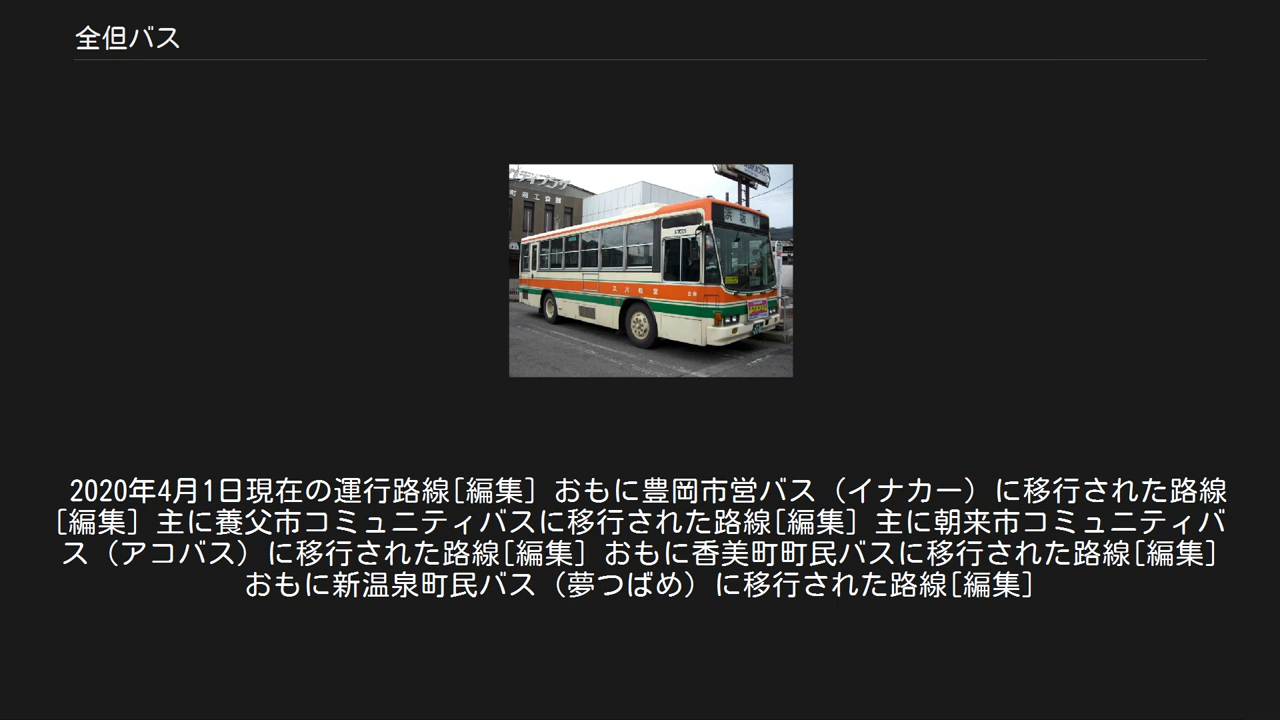 全但バス
町商工会館
2020年4月1日現在の運行路線[編集] おもに豊岡市営バス（イナカー）に移行された路線
[編集] 主に養父市コミュニティバスに移行された路線[編集] 主に朝来市コミュニティバ
ス（アコバス）に移行された路線[編集] おもに香美町町民バスに移行された路線[編集]
おもに新温泉町民バス（夢つばめ）に移行された路線[編集]